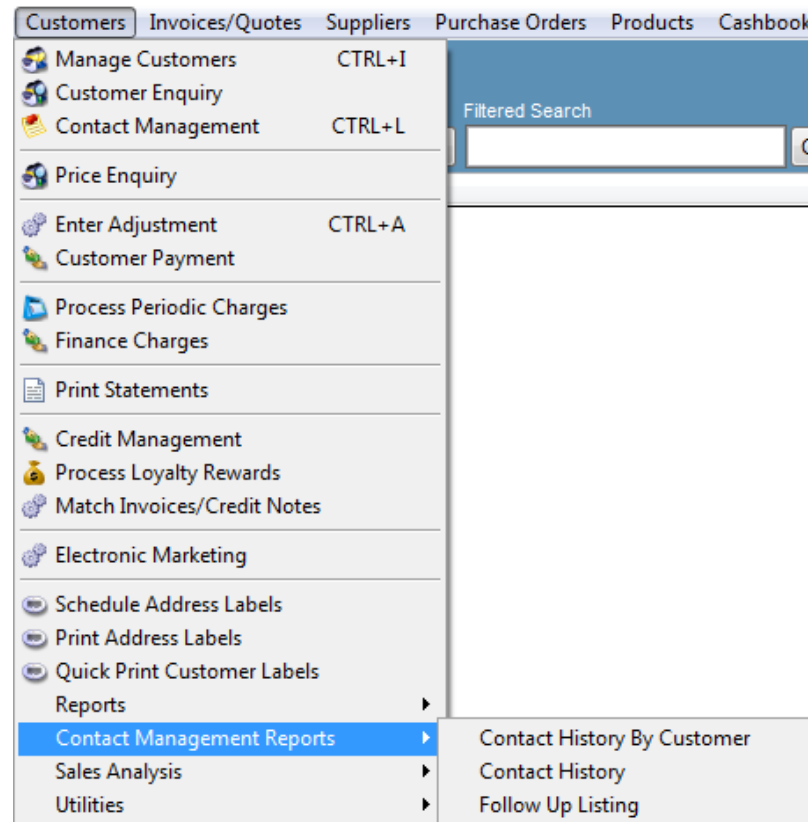 Customers Invoices/Quotes Suppliers Purchase Orders Products Cashbook
Manage Customers CTRL+I
Customer Enquiry
Filtered Search
Contact Management CTRL+L
Price Enquiry
Enter Adjustment CTRL+A
Customer Payment
Process Periodic Charges
Finance Charges
Print Statements
Credit Management
Process Loyalty Rewards
Match Invoices/Credit Notes
Electronic Marketing
Schedule Address Labels
Print Address Labels
Quick Print Customer Labels
Reports
Contact Management Reports
Contact History By Customer
Sales Analysis
Contact History
Utilities
Follow Up Listing